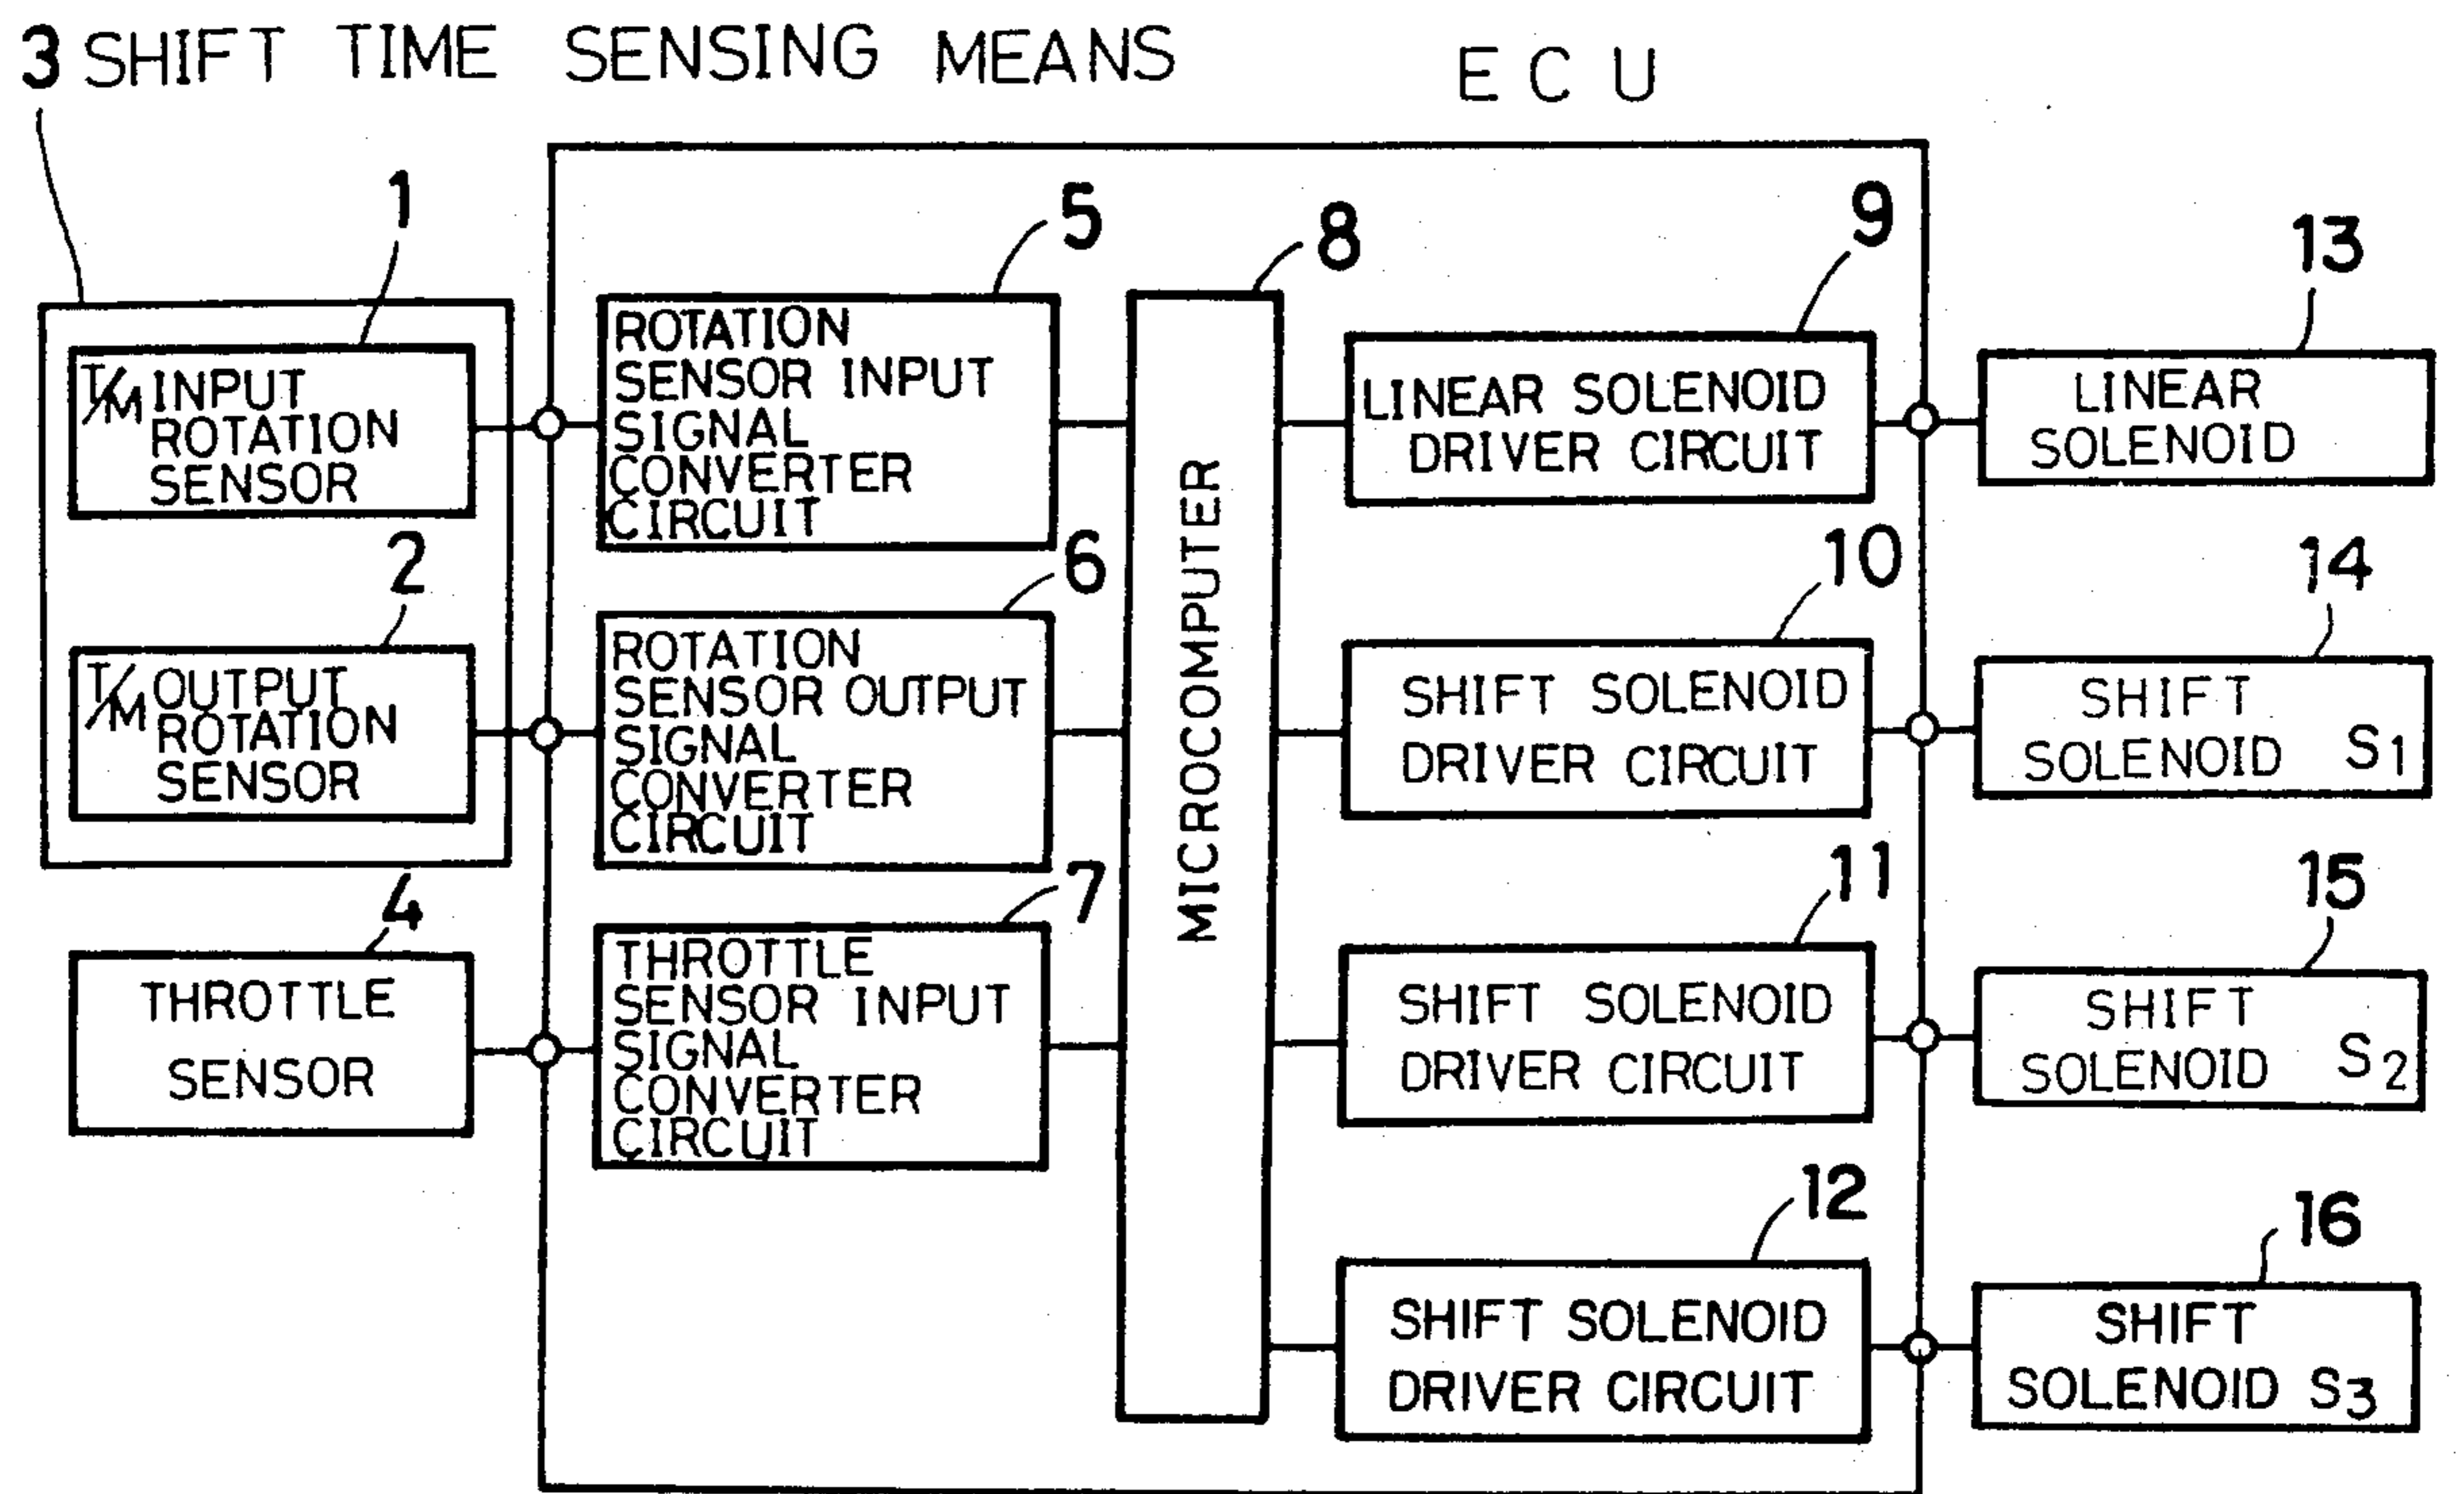 3 SHIFT TIME SENSING MEANS
ECU
1
T/M INPUT
ROTATION
SENSOR
2
T/M OUTPUT
ROTATION
SENSOR
4
THROTTLE
SENSOR
5
ROTATION
SENSOR INPUT
SIGNAL
CONVERTER
CIRCUIT
6
ROTATION
SENSOR OUTPUT
SIGNAL
CONVERTER
CIRCUIT
7
THROTTLE
SENSOR INPUT
SIGNAL
CONVERTER
CIRCUIT
8
MICROCOMPUTER
9
LINEAR SOLENOID
DRIVER CIRCUIT
10
SHIFT SOLENOID
DRIVER CIRCUIT
11
SHIFT SOLENOID
DRIVER CIRCUIT
12
SHIFT SOLENOID
DRIVER CIRCUIT
13
LINEAR
SOLENOID
14
SHIFT
SOLENOID S1
15
SHIFT
SOLENOID S2
16
SHIFT
SOLENOID S3